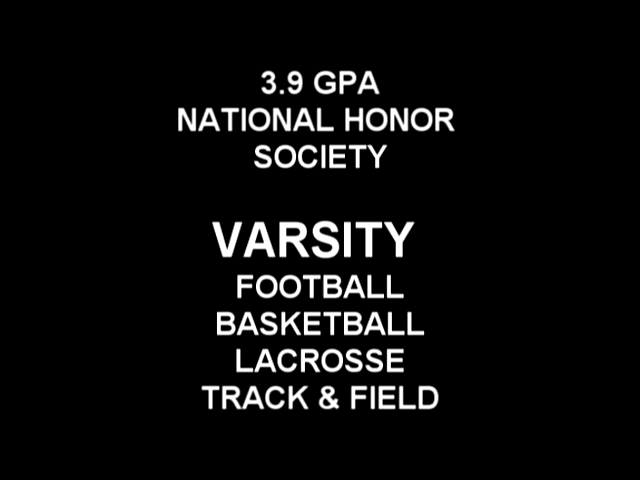 3.9 GPA
NATIONAL HONOR
SOCIETY
VARSITY
FOOTBALL
BASKETBALL
LACROSSE
TRACK & FIELD